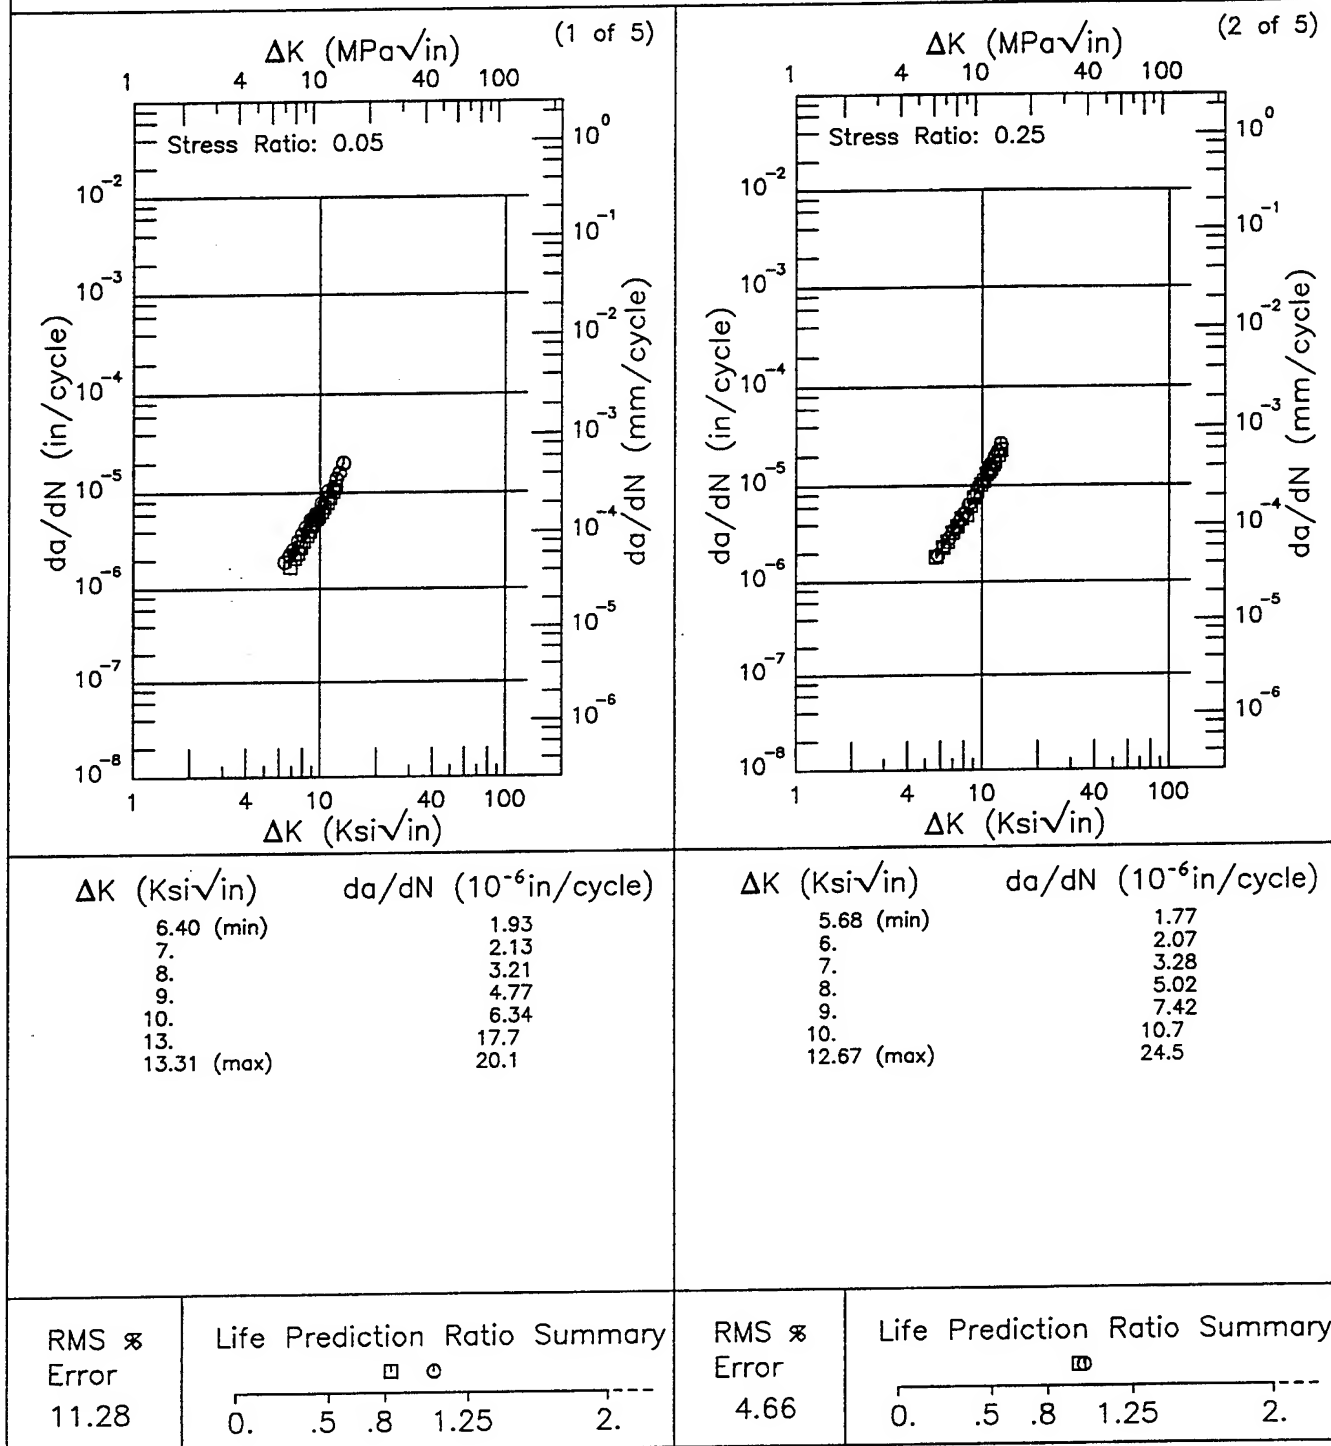 (1 of 5)
ΔK (MPa√in)
1 4 10 40 100
Stress Ratio: 0.05
10⁰
10⁻²
10⁻¹
10⁻³
10⁻²
10⁻⁴
10⁻³
10⁻⁵
10⁻⁴
10⁻⁶
10⁻⁵
10⁻⁷
10⁻⁶
10⁻⁸
da/dN (in/cycle)
da/dN (mm/cycle)
1 4 10 40 100
ΔK (Ksi√in)
ΔK (Ksi√in) da/dN (10⁻⁶in/cycle)
6.40 (min) 1.93
7. 2.13
8. 3.21
9. 4.77
10. 6.34
13. 17.7
13.31 (max) 20.1
RMS %
Error
11.28
Life Prediction Ratio Summary
0. .5 .8 1.25 2.
(2 of 5)
ΔK (MPa√in)
1 4 10 40 100
Stress Ratio: 0.25
10⁰
10⁻²
10⁻¹
10⁻³
10⁻²
10⁻⁴
10⁻³
10⁻⁵
10⁻⁴
10⁻⁶
10⁻⁵
10⁻⁷
10⁻⁶
10⁻⁸
da/dN (in/cycle)
da/dN (mm/cycle)
1 4 10 40 100
ΔK (Ksi√in)
ΔK (Ksi√in) da/dN (10⁻⁶in/cycle)
5.68 (min) 1.77
6. 2.07
7. 3.28
8. 5.02
9. 7.42
10. 10.7
12.67 (max) 24.5
RMS %
Error
4.66
Life Prediction Ratio Summary
0. .5 .8 1.25 2.